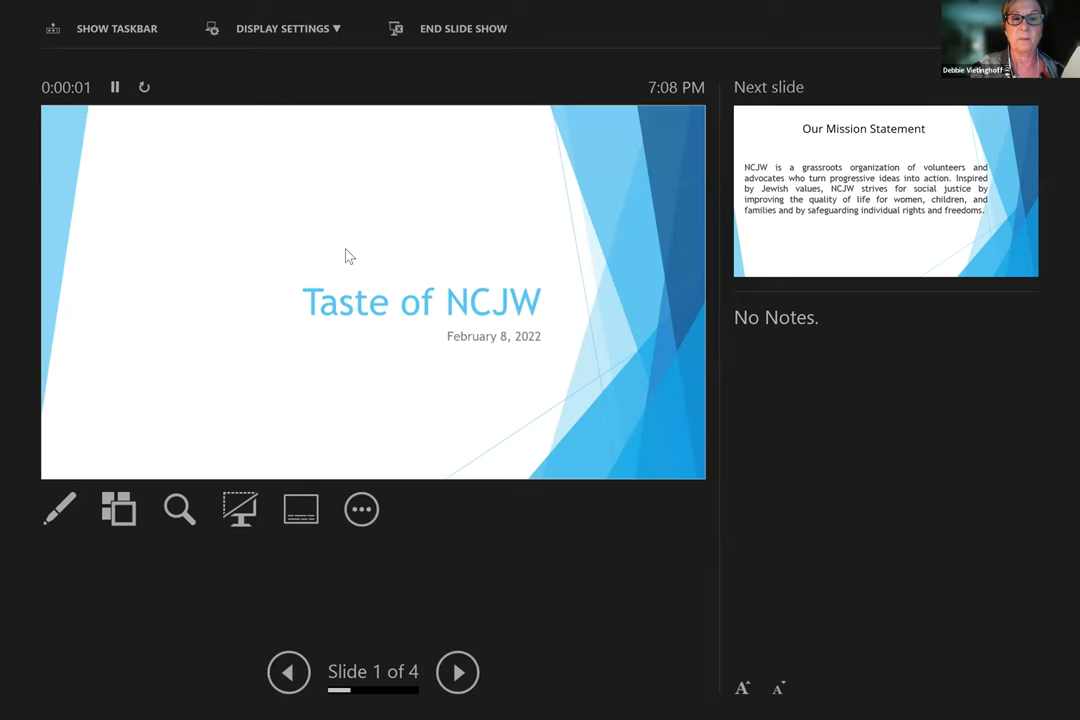 SHOW TASKBAR
DISPLAY SETTINGS ▼
END SLIDE SHOW
Debbie Vietinghoff
0:00:01
7:08 PM
Taste of NCJW
February 8, 2022
Next slide
Our Mission Statement
NCJW is a grassroots organization of volunteers and
advocates who turn progressive ideas into action. Inspired
by Jewish values, NCJW strives for social justice by
improving the quality of life for women, children, and
families and by safeguarding individual rights and freedoms.
No Notes.
Slide 1 of 4
A A